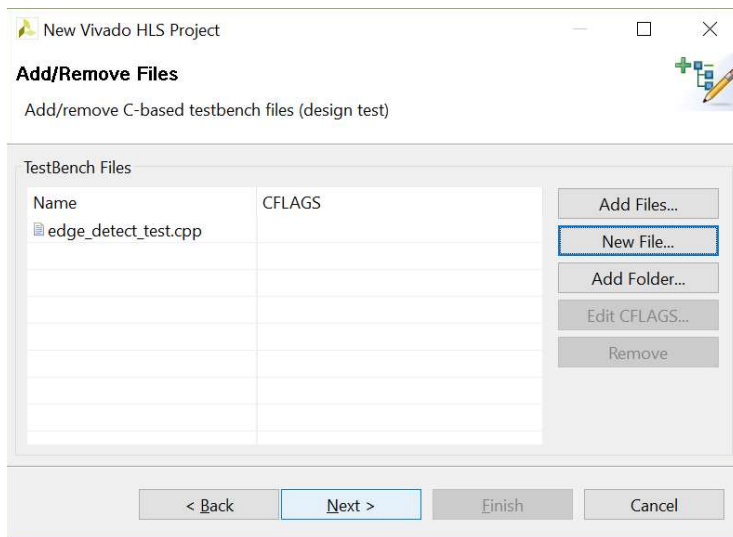 New Vivado HLS Project
Add/Remove Files
Add/remove C-based testbench files (design test)
TestBench Files
Name CFLAGS
edge_detect_test.cpp
Add Files...
New File...
Add Folder...
Edit CFLAGS...
Remove
< Back Next > Finish Cancel